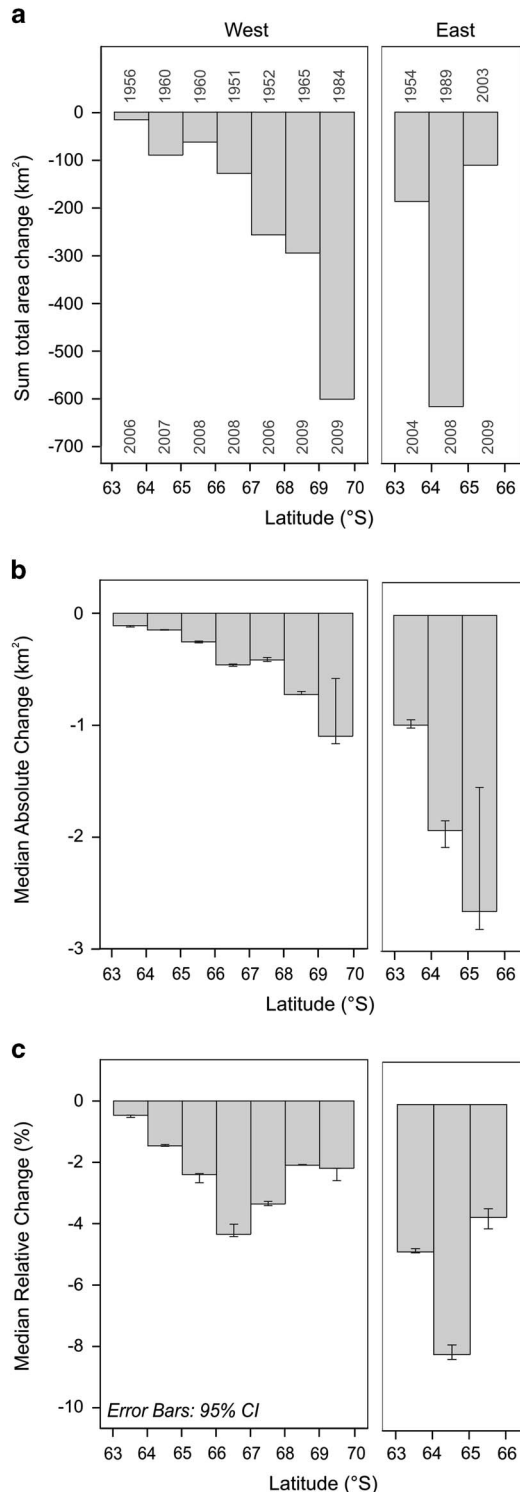 a
West East
1956 1960 1960 1951 1952 1965 1984 1954 1989 2003
0
-100
-200
-300
-400
-500
-600
-700
Sum total area change (km²)
2006 2007 2008 2008 2006 2009 2009 2004 2008 2009
63 64 65 66 67 68 69 70 63 64 65 66
Latitude (°S)
b
0
-1
-2
-3
Median Absolute Change (km²)
63 64 65 66 67 68 69 70 63 64 65 66
Latitude (°S)
c
0
-2
-4
-6
-8
-10
Median Relative Change (%)
Error Bars: 95% CI
63 64 65 66 67 68 69 70 63 64 65 66
Latitude (°S)